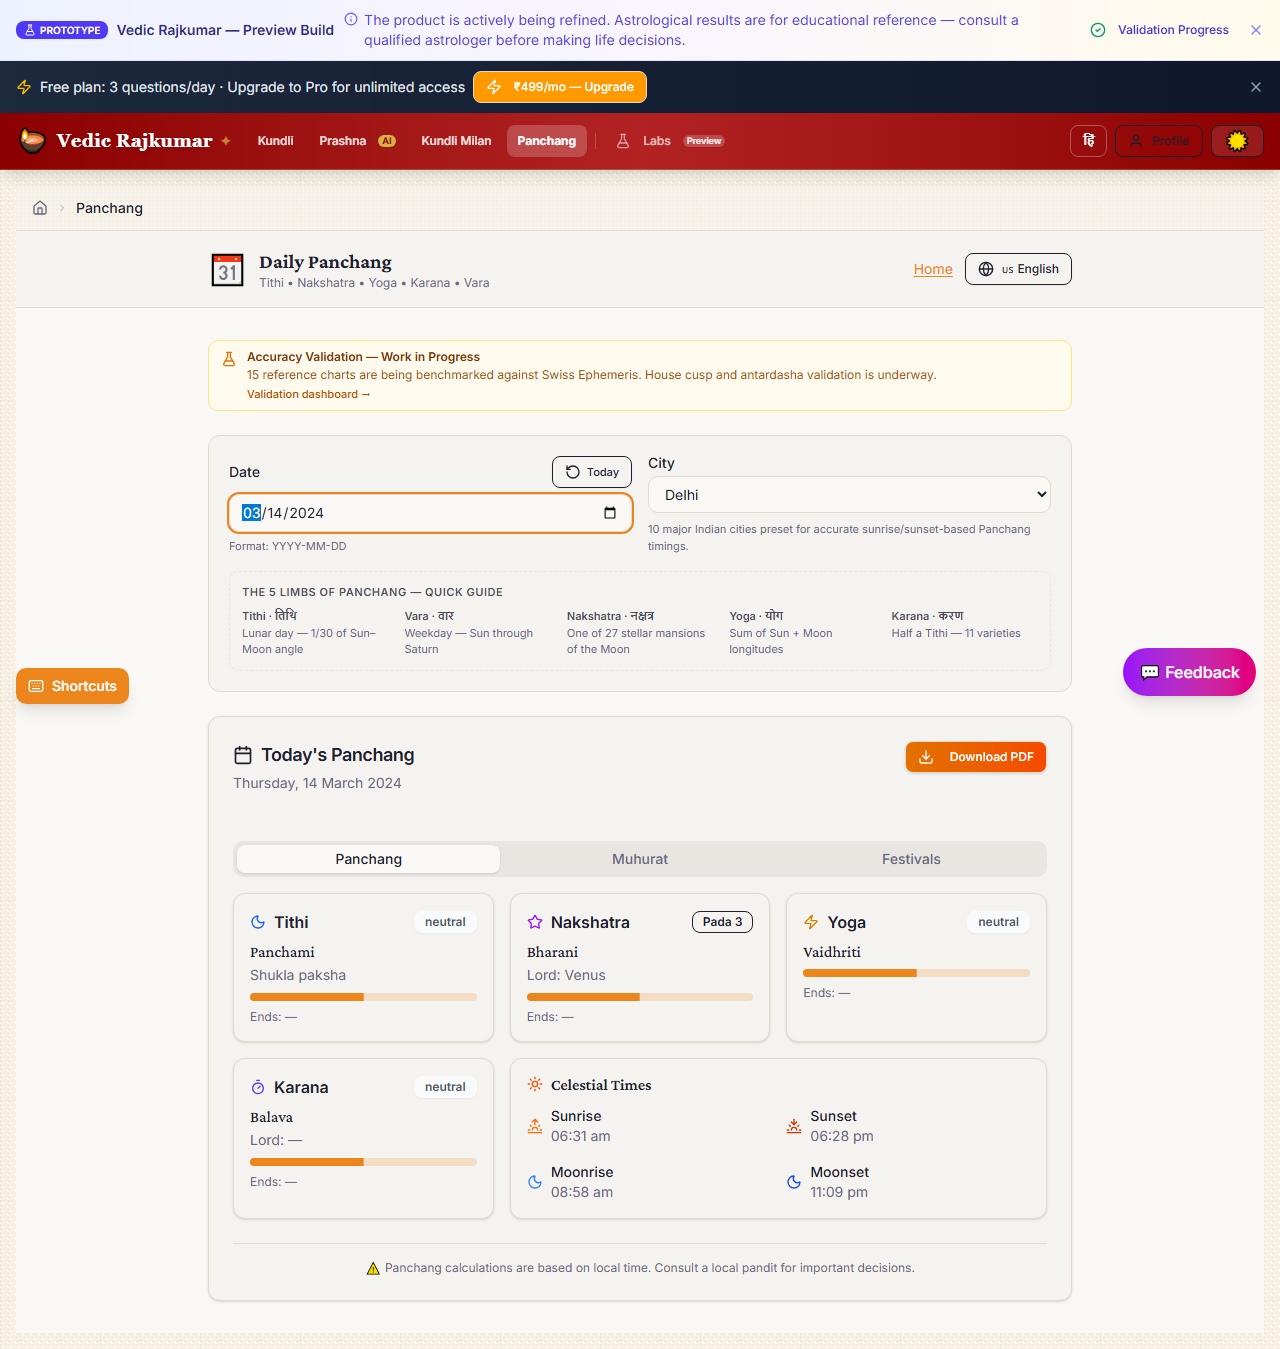 PROTOTYPE Vedic Rajkumar — Preview Build
The product is actively being refined. Astrological results are for educational reference — consult a
qualified astrologer before making life decisions.
Validation Progress
Free plan: 3 questions/day · Upgrade to Pro for unlimited access ₹499/mo — Upgrade
Vedic Rajkumar Kundli Prashna AI Kundli Milan Panchang Labs Preview हिं Profile
Panchang
Daily Panchang
Tithi • Nakshatra • Yoga • Karana • Vara
Home US English
Accuracy Validation — Work in Progress
15 reference charts are being benchmarked against Swiss Ephemeris. House cusp and antardasha validation is underway.
Validation dashboard →
Date Today
03/14/2024
Format: YYYY-MM-DD
City
Delhi
10 major Indian cities preset for accurate sunrise/sunset-based Panchang
timings.
THE 5 LIMBS OF PANCHANG — QUICK GUIDE
Tithi · तिथि
Lunar day — 1/30 of Sun–
Moon angle
Vara · वार
Weekday — Sun through
Saturn
Nakshatra · नक्षत्र
One of 27 stellar mansions
of the Moon
Yoga · योग
Sum of Sun + Moon
longitudes
Karana · करण
Half a Tithi — 11 varieties
Shortcuts
Feedback
Today's Panchang
Thursday, 14 March 2024
Download PDF
Panchang Muhurat Festivals
Tithi neutral
Panchami
Shukla paksha
Ends: —
Nakshatra Pada 3
Bharani
Lord: Venus
Ends: —
Yoga neutral
Vaidhriti
Ends: —
Karana neutral
Balava
Lord: —
Ends: —
Celestial Times
Sunrise
06:31 am
Sunset
06:28 pm
Moonrise
08:58 am
Moonset
11:09 pm
Panchang calculations are based on local time. Consult a local pandit for important decisions.